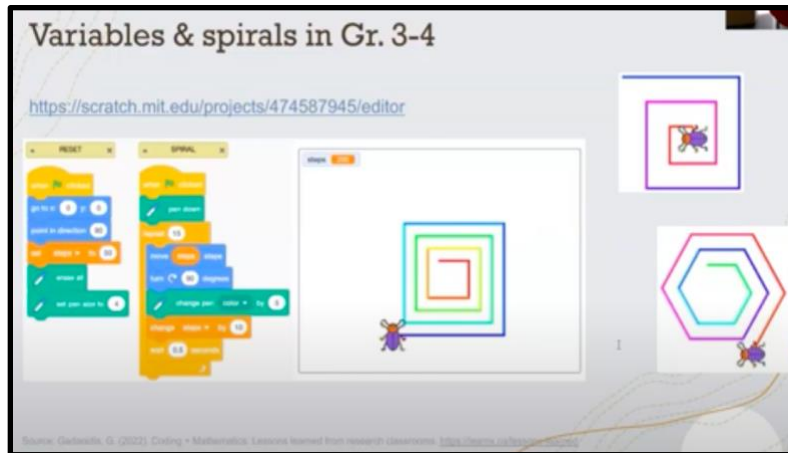 Variables & spirals in Gr. 3-4
https://scratch.mit.edu/projects/474587945/editor
RESET
when clicked
go to x: 0 y: 0
point in direction 90
set steps to 50
erase all
set pen size to 4
SPIRAL
when clicked
pen down
repeat 15
move steps steps
turn 90 degrees
change pen color by 5
change steps by 10
wait 0.5 seconds
steps
Source: Gadanidis, G. (2022). Coding + Mathematics: Lessons learned from research classrooms.